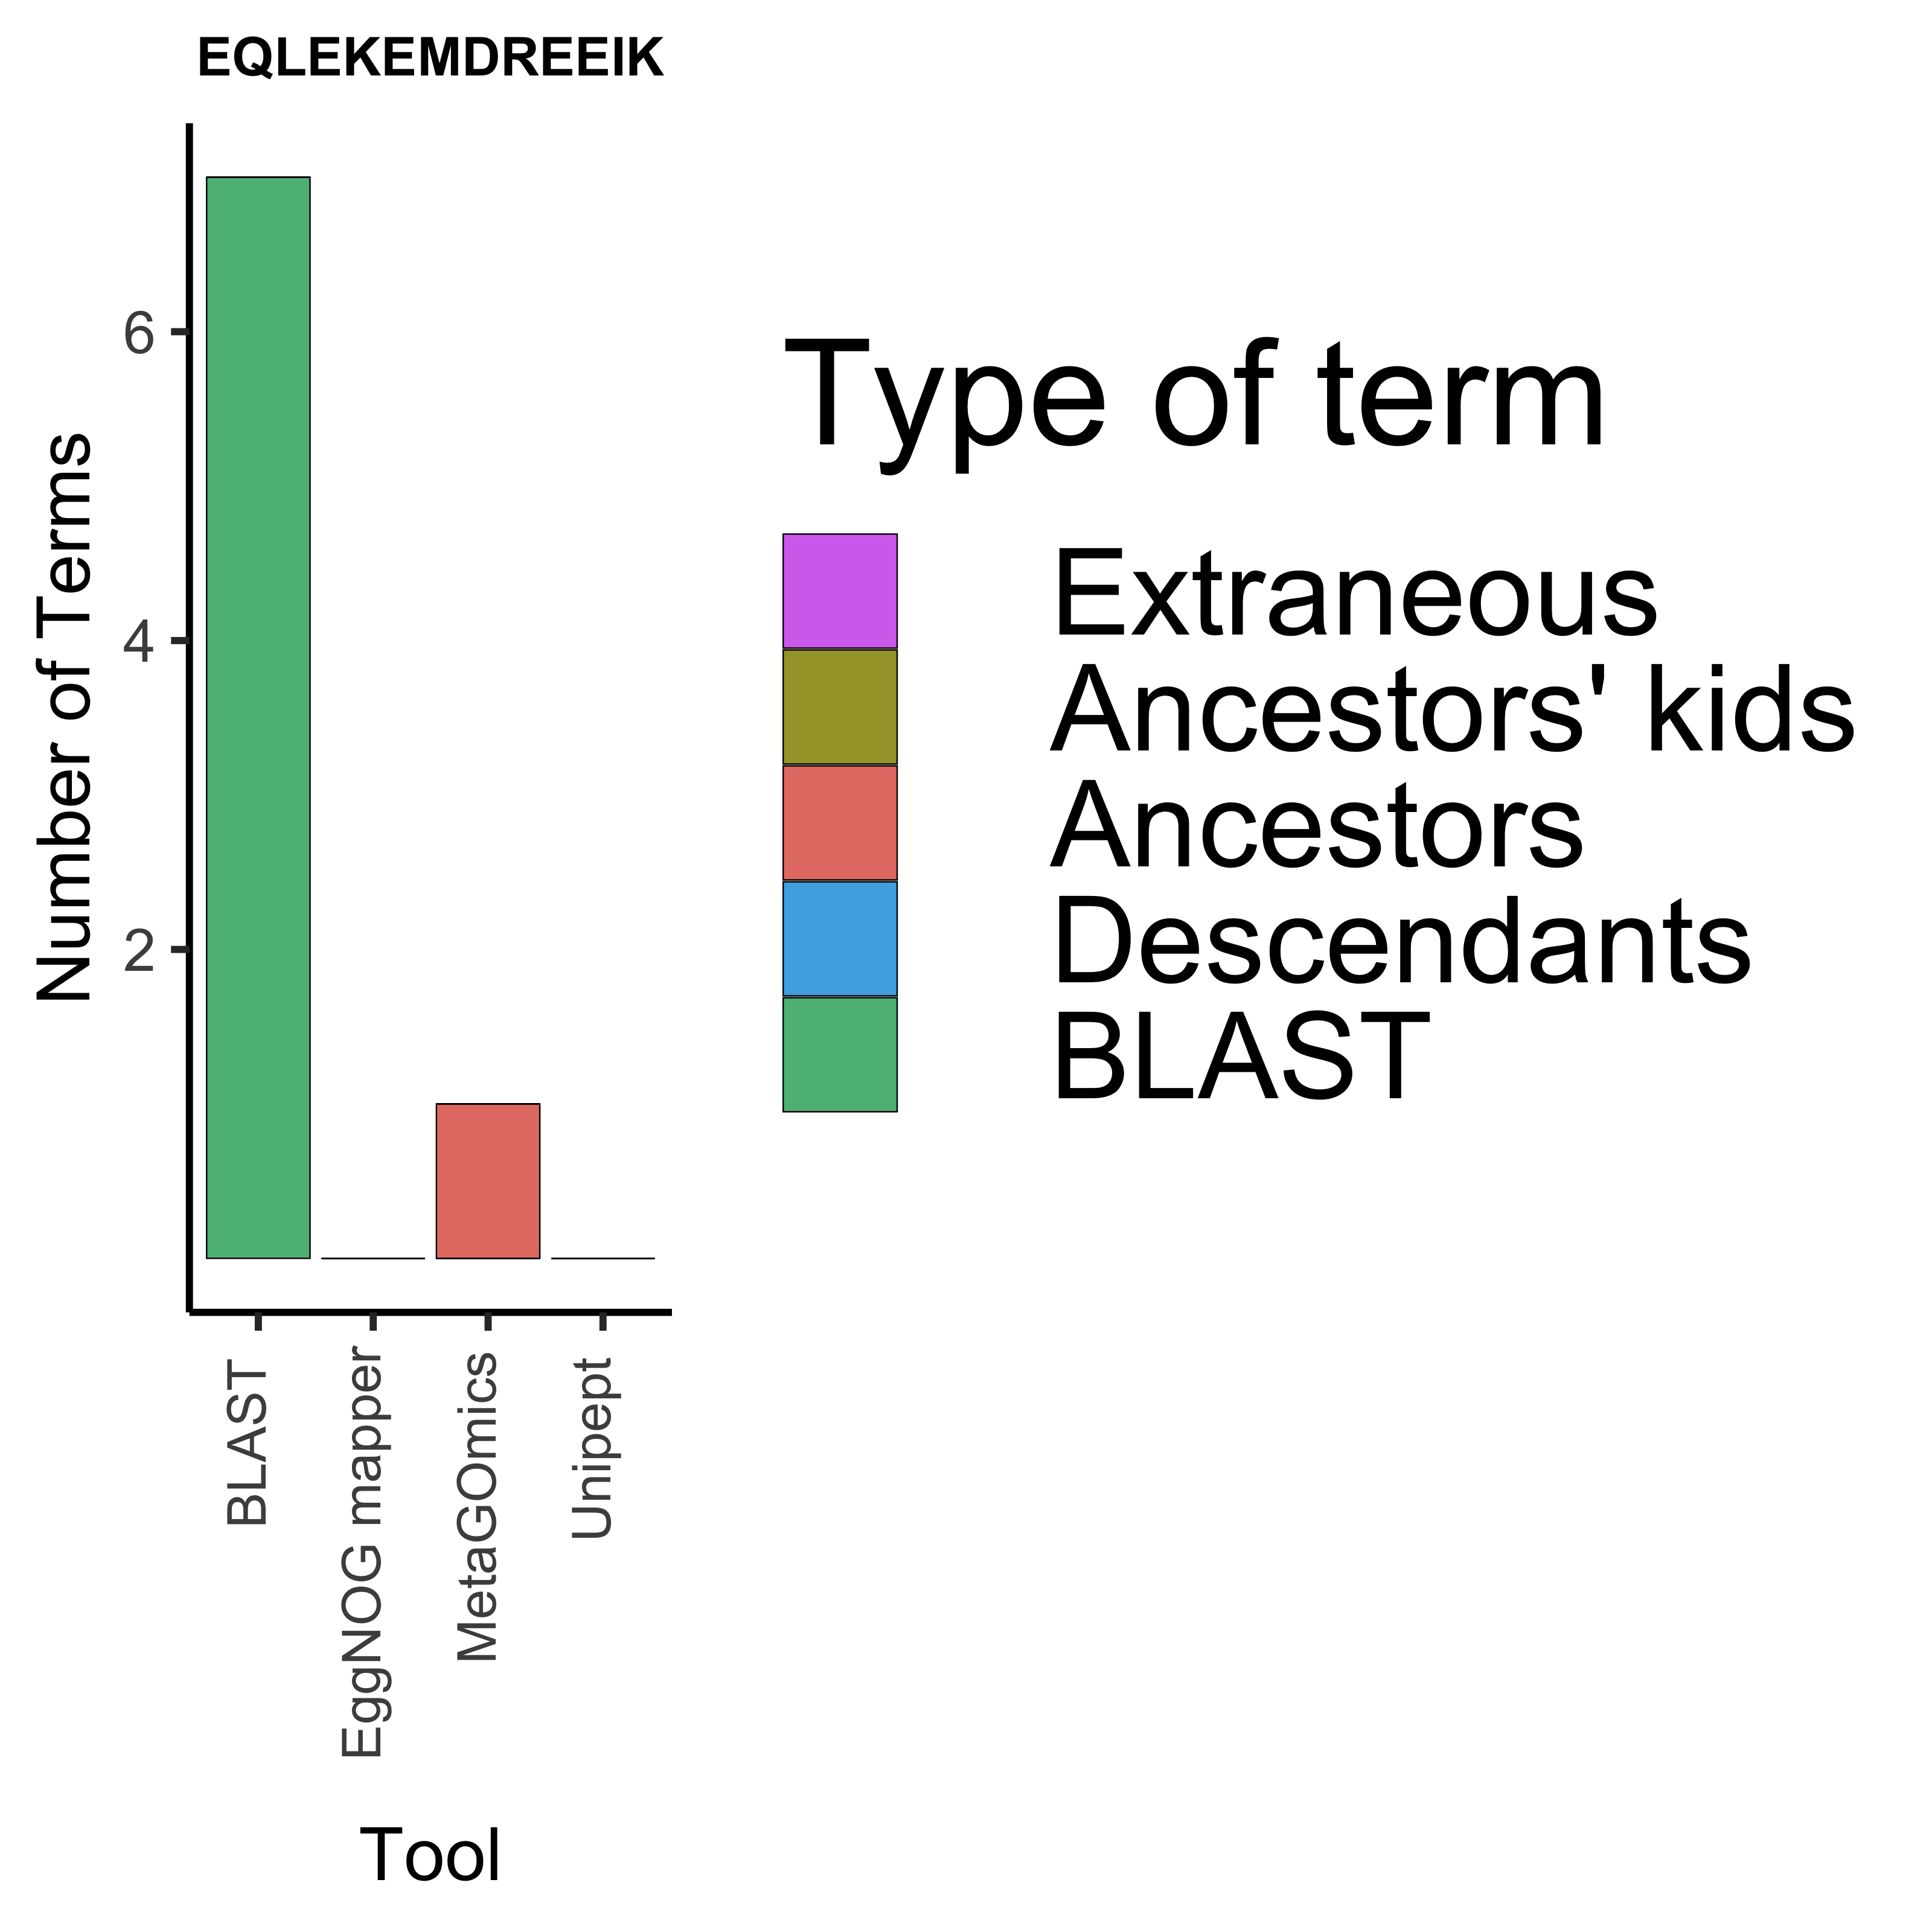 EQLEKEMDREEIK
Number of Terms
6
4
2
BLAST
EggNOG mapper
MetaGOmics
Unipept
Tool
Type of term
Extraneous
Ancestors' kids
Ancestors
Descendants
BLAST